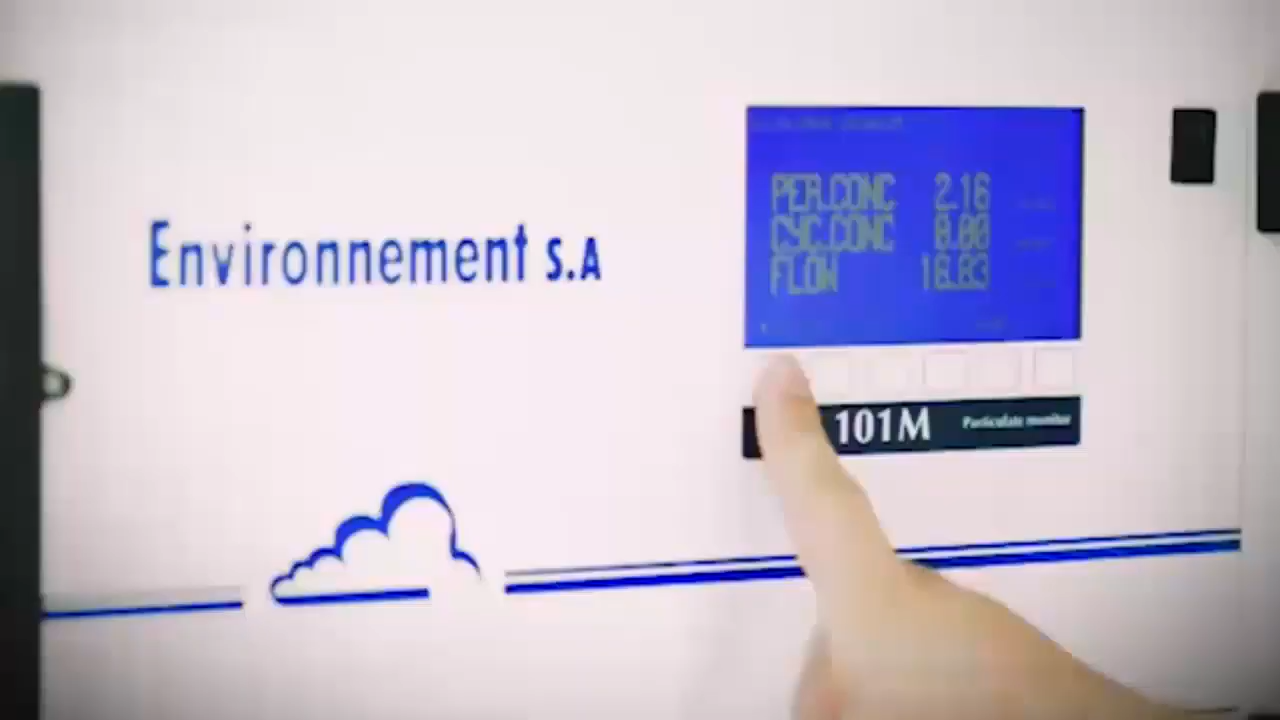 Environnement S.A
PER.CONC 2.16
CYC.CONC 0.00
FLOW 16.63
101M
Particulate monitor